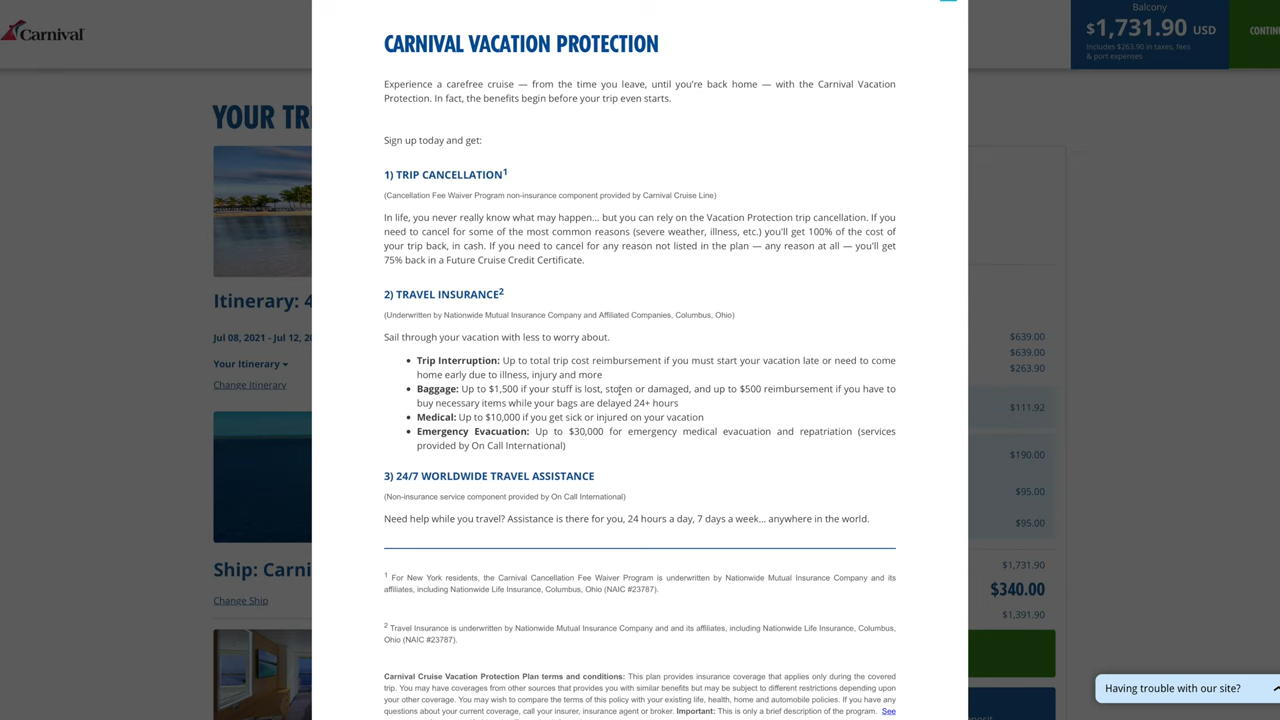 Carnival
Balcony
$1,731.90 USD
Includes $263.90 in taxes, fees
& port expenses
YOUR TR
Itinerary: 4
Jul 08, 2021 - Jul 12, 20
Your Itinerary
Change Itinerary
Ship: Carni
Change Ship
CARNIVAL VACATION PROTECTION
Experience a carefree cruise — from the time you leave, until you're back home — with the Carnival Vacation
Protection. In fact, the benefits begin before your trip even starts.
Sign up today and get:
1) TRIP CANCELLATION1
(Cancellation Fee Waiver Program non-insurance component provided by Carnival Cruise Line)
In life, you never really know what may happen... but you can rely on the Vacation Protection trip cancellation. If you
need to cancel for some of the most common reasons (severe weather, illness, etc.) you'll get 100% of the cost of
your trip back, in cash. If you need to cancel for any reason not listed in the plan — any reason at all — you'll get
75% back in a Future Cruise Credit Certificate.
2) TRAVEL INSURANCE2
(Underwritten by Nationwide Mutual Insurance Company and Affiliated Companies, Columbus, Ohio)
Sail through your vacation with less to worry about.
• Trip Interruption: Up to total trip cost reimbursement if you must start your vacation late or need to come
home early due to illness, injury and more
• Baggage: Up to $1,500 if your stuff is lost, stolen or damaged, and up to $500 reimbursement if you have to
buy necessary items while your bags are delayed 24+ hours
• Medical: Up to $10,000 if you get sick or injured on your vacation
• Emergency Evacuation: Up to $30,000 for emergency medical evacuation and repatriation (services
provided by On Call International)
3) 24/7 WORLDWIDE TRAVEL ASSISTANCE
(Non-insurance service component provided by On Call International)
Need help while you travel? Assistance is there for you, 24 hours a day, 7 days a week... anywhere in the world.
1 For New York residents, the Carnival Cancellation Fee Waiver Program is underwritten by Nationwide Mutual Insurance Company and its
affiliates, including Nationwide Life Insurance, Columbus, Ohio (NAIC #23787).
2 Travel Insurance is underwritten by Nationwide Mutual Insurance Company and and its affiliates, including Nationwide Life Insurance, Columbus,
Ohio (NAIC #23787).
Carnival Cruise Vacation Protection Plan terms and conditions: This plan provides insurance coverage that applies only during the covered
trip. You may have coverages from other sources that provides you with similar benefits but may be subject to different restrictions depending upon
your other coverage. You may wish to compare the terms of this policy with your existing life, health, home and automobile policies. If you have any
questions about your current coverage, call your insurer, insurance agent or broker. Important: This is only a brief description of the program. See
$639.00
$639.00
$263.90
$111.92
$190.00
$95.00
$95.00
$1,731.90
$340.00
$1,391.90
Having trouble with our site?